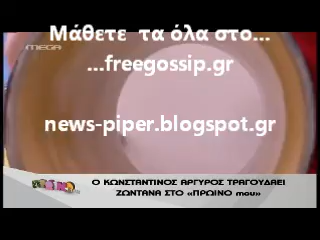 Μάθετε τα όλα στο...
MEGA
...freegossip.gr
news-piper.blogspot.gr
Ο ΚΩΝΣΤΑΝΤΙΝΟΣ ΑΡΓΥΡΟΣ ΤΡΑΓΟΥΔΑΕΙ
ΖΩΝΤΑΝΑ ΣΤΟ «ΠΡΩΙΝΟ mou»